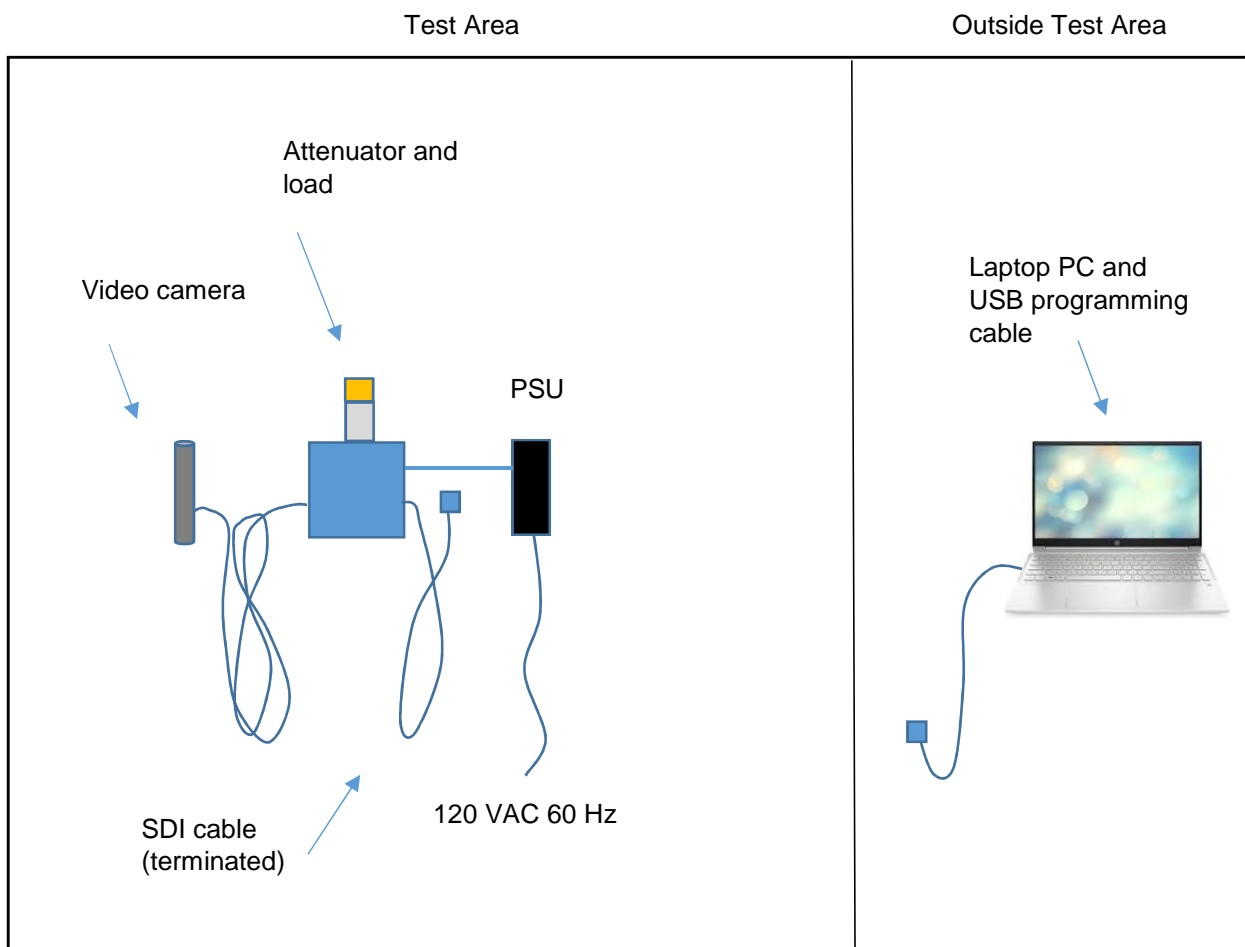 Test Area
Outside Test Area
Attenuator and
load
Video camera
Laptop PC and
USB programming
cable
PSU
120 VAC 60 Hz
SDI cable
(terminated)